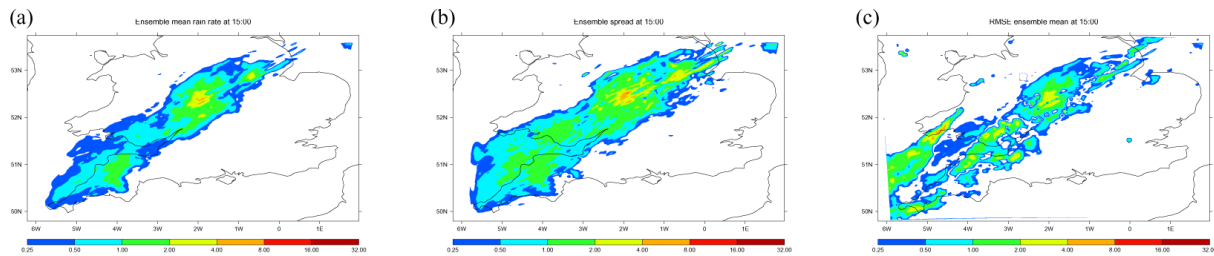 (a)
Ensemble mean rain rate at 15:00
53N
52N
51N
50N
6W 5W 4W 3W 2W 1W 0 1E
0.25 0.50 1.00 2.00 4.00 8.00 16.00 32.00
(b)
Ensemble spread at 15:00
53N
52N
51N
50N
6W 5W 4W 3W 2W 1W 0 1E
0.25 0.50 1.00 2.00 4.00 8.00 16.00 32.00
(c)
RMSE ensemble mean at 15:00
53N
52N
51N
50N
6W 5W 4W 3W 2W 1W 0 1E
0.25 0.50 1.00 2.00 4.00 8.00 16.00 32.00